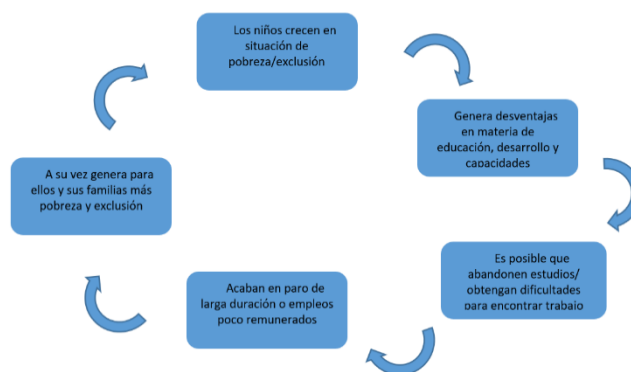 Los niños crecen en
situación de
pobreza/exclusión
Genera desventajas
en materia de
educación, desarrollo y
capacidades
Es posible que
abandonen estudios/
obtengan dificultades
para encontrar trabajo
Acaban en paro de
larga duración o empleos
poco remunerados
A su vez genera para
ellos y sus familias más
pobreza y exclusión